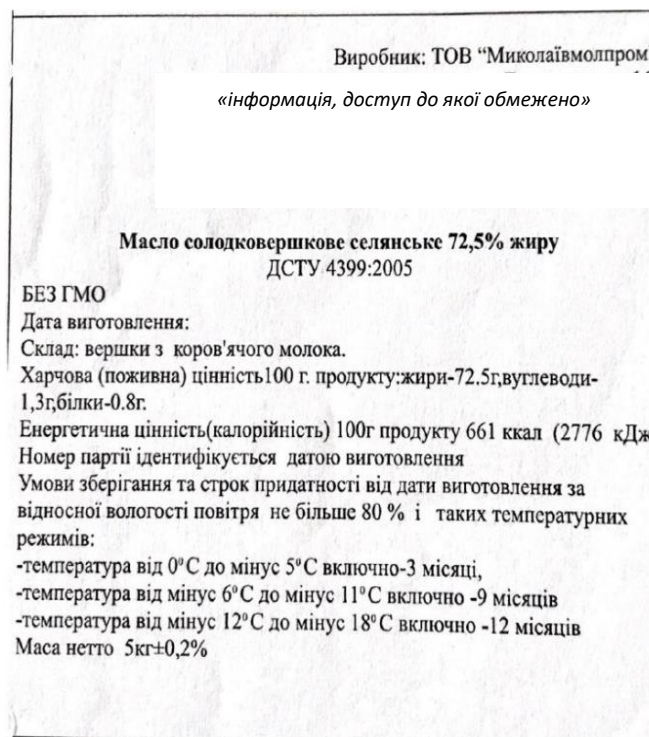 Виробник: ТОВ “Миколаївмолпром
«інформація, доступ до якої обмежено»
Масло солодковершкове селянське 72,5% жиру
ДСТУ 4399:2005
БЕЗ ГМО
Дата виготовлення:
Склад: вершки з коров'ячого молока.
Харчова (поживна) цінність100 г. продукту:жири-72.5г,вуглеводи-
1,3г,білки-0.8г.
Енергетична цінність(калорійність) 100г продукту 661 ккал (2776 кДж
Номер партії ідентифікується датою виготовлення
Умови зберігання та строк придатності від дати виготовлення за
відносної вологості повітря не більше 80 % і таких температурних
режимів:
-температура від 0°С до мінус 5°С включно-3 місяці,
-температура від мінус 6°С до мінус 11°С включно -9 місяців
-температура від мінус 12°С до мінус 18°С включно -12 місяців
Маса нетто 5кг±0,2%